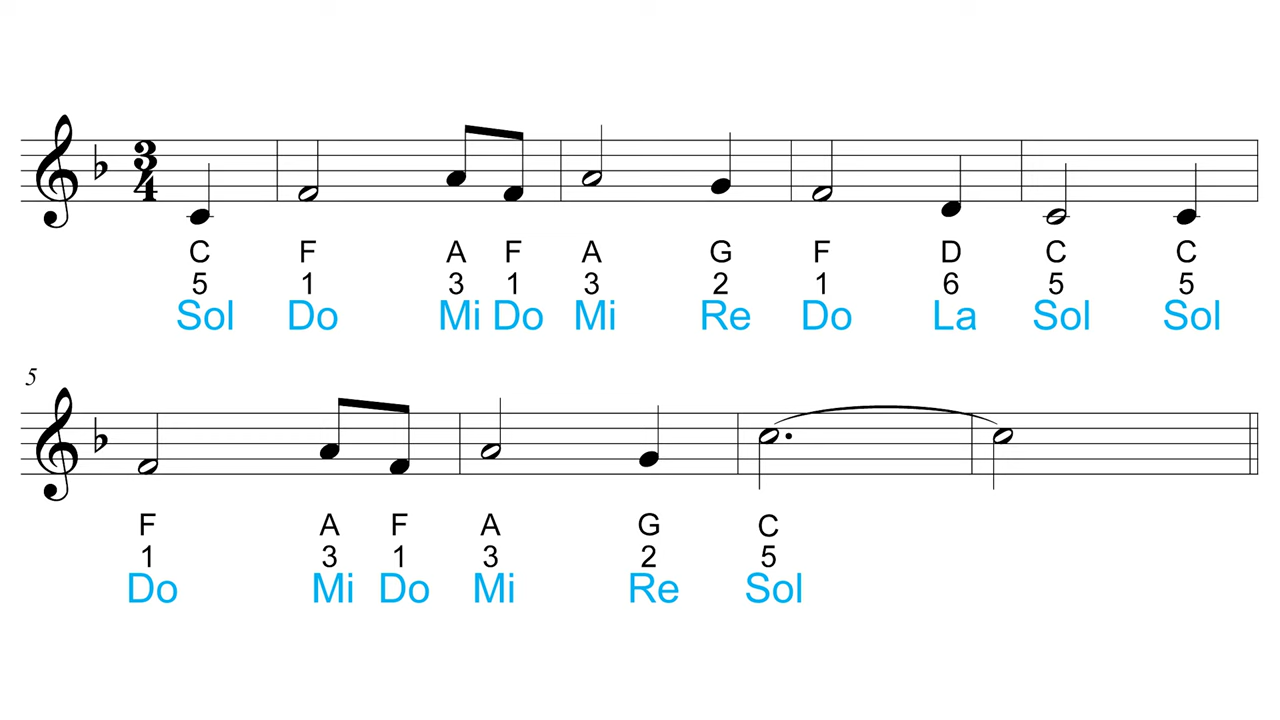 3
4
C F A F A G F D C C
5 1 3 1 3 2 1 6 5 5
Sol Do Mi Do Mi Re Do La Sol Sol
5
F A F A G C
1 3 1 3 2 5
Do Mi Do Mi Re Sol